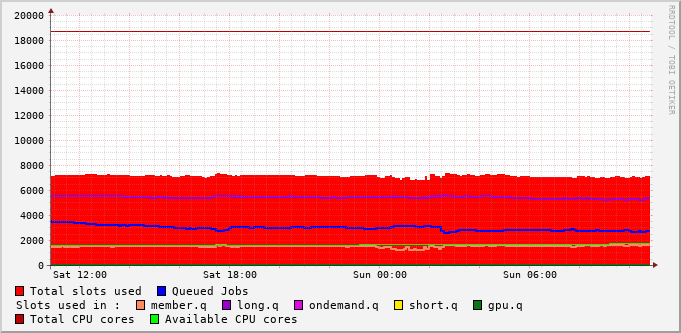 20000
18000
16000
14000
12000
10000
8000
6000
4000
2000
0
Sat 12:00 Sat 18:00 Sun 00:00 Sun 06:00
Total slots used Queued Jobs
Slots used in : member.q long.q ondemand.q short.q gpu.q
Total CPU cores Available CPU cores
RRDTOOL / TOBI OETIKER